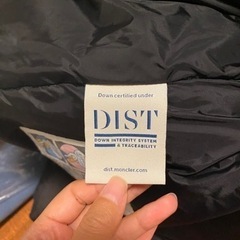 Down certified under
DIST
DOWN INTEGRITY SYSTEM
& TRACEABILITY
dist.moncler.com